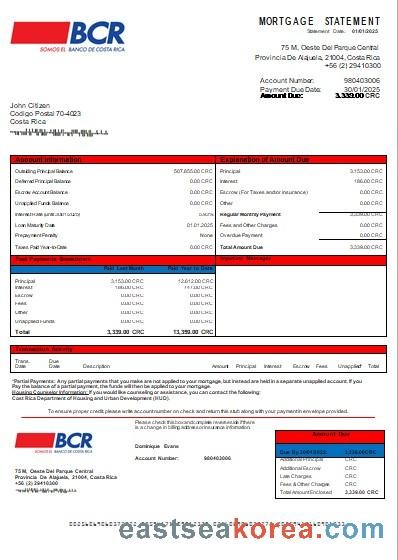 BCR
SOMOS EL BANCO DE COSTA RICA
MORTGAGE STATEMENT
Statement Date: 01/01/2025
75 M, Oeste Del Parque Central
Provincia De Alajuela, 21004, Costa Rica
+56 (2) 29410300
Account Number: 980403006
Payment Due Date: 30/01/2025
Amount Due: 3,339.00 CRC
John Citizen
Codigo Postal 70-4023
Costa Rica
Account Information
Outstanding Principal Balance 507,655.00 CRC
Deferred Principal Balance 0.00 CRC
Escrow Account Balance 0.00 CRC
Unapplied Funds Balance 0.00 CRC
Loan Maturity Date 01.01.2025
Prepayment Penalty None
Taxes Paid Year-to-Date 0.00 CRC
Explanation of Amount Due
Principal 3,153.00 CRC
Interest 186.00 CRC
Escrow (For Taxes and/or Insurance) 0.00 CRC
Regular Monthly Payment 3,339.00 CRC
Fees and Other Charges 0.00 CRC
Overdue Payment 0.00 CRC
Total Amount Due 3,339.00 CRC
Past Payments Breakdown
Paid Last Month Paid Year to Date
Principal 3,153.00 CRC 12,612.00 CRC
Interest 186.00 CRC 747.00 CRC
Escrow 0.00 CRC 0.00 CRC
Fees 0.00 CRC 0.00 CRC
Other 0.00 CRC 0.00 CRC
Unapplied Funds 0.00 CRC 0.00 CRC
Total 3,339.00 CRC 13,359.00 CRC
Important Messages
Transaction Activity
Trans. Date Due Date Description Amount Principal Interest Escrow Fees Unapplied* Total
*Partial Payments: Any partial payments that you make are not applied to your mortgage, but instead are held in a separate unapplied account. If you
Pay the balance of a partial payment, the funds will then be applied to your mortgage.
Housing Counselor Information: If you would like counseling or assistance, you can contact the following:
Costa Rica Department of Housing and Urban Development (HUD).
To ensure proper credit please write account number on check and return this stub along with your payment in envelope provided.
BCR
SOMOS EL BANCO DE COSTA RICA
Please check this box and complete reverse side if there
is a change in billing address or insurance information.
Dominique Evans
Account Number: 980403006
75 M, Oeste Del Parque Central
Provincia De Alajuela, 21004, Costa Rica
Amount Due
Due By 30/01/2025: 3,339.00 CRC
Additional Principal CRC
Additional Escrow CRC
Late Charges CRC
Fees & Other Charges CRC
Total Amount Enclosed 3,339.00 CRC
eastseakorea.com